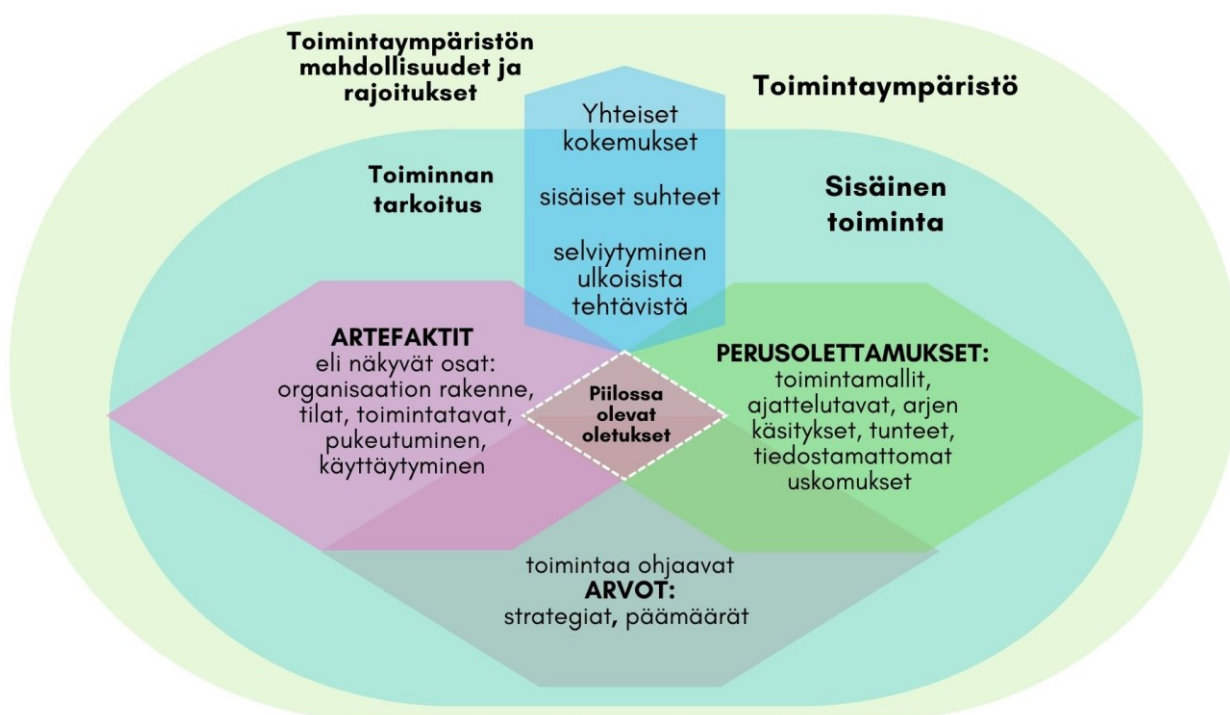 Toimintaympäristön
mahdollisuudet ja
rajoitukset
Toimintaympäristö
Yhteiset
kokemukset
sisäiset suhteet
selviytyminen
ulkoisista
tehtävistä
Toiminnan
tarkoitus
Sisäinen
toiminta
ARTEFAKTIT
eli näkyvät osat:
organisaation rakenne,
tilat, toimintatavat,
pukeutuminen,
käyttäytyminen
Piilossa
olevat
oletukset
PERUSOLETTAMUKSET:
toimintamallit,
ajattelutavat, arjen
käsitykset, tunteet,
tiedostamattomat
uskomukset
toimintaa ohjaavat
ARVOT:
strategiat, päämäärät